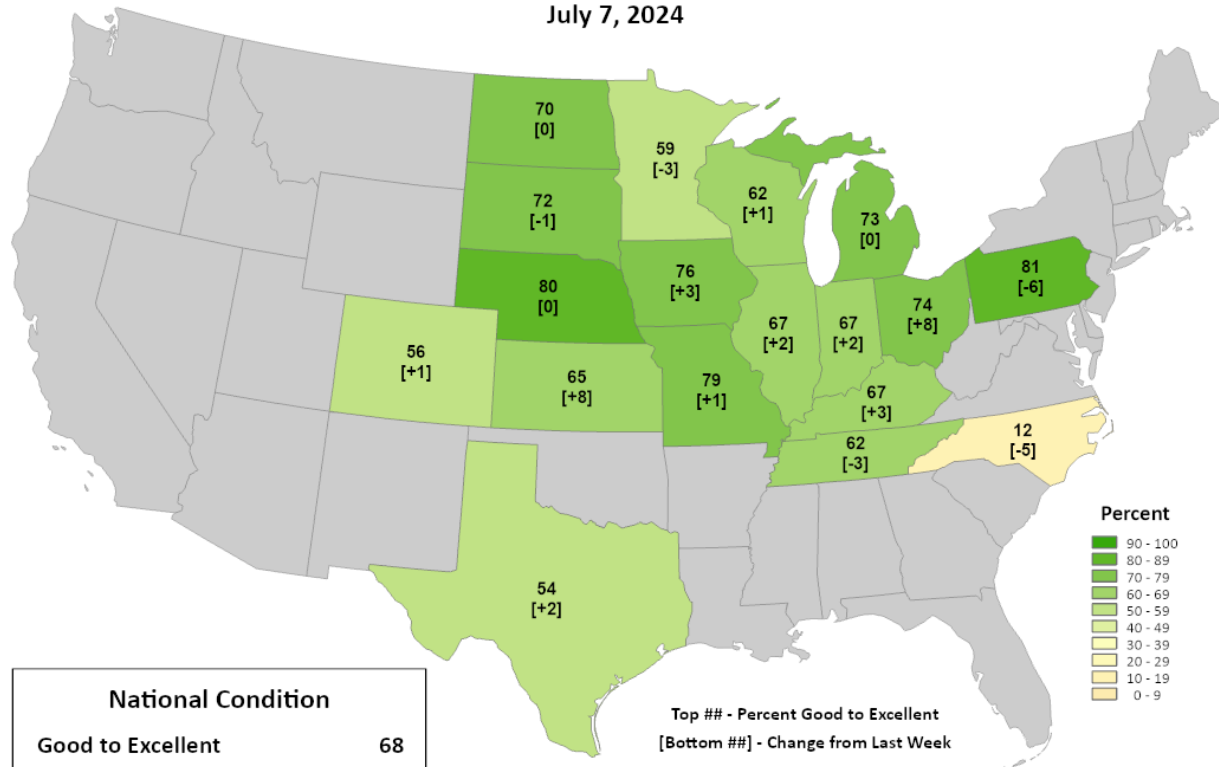 July 7, 2024
70
[0]
59
[-3]
62
[+1]
73
[0]
72
[-1]
80
[0]
76
[+3]
81
[-6]
74
[+8]
67
[+2]
67
[+2]
56
[+1]
65
[+8]
79
[+1]
67
[+3]
62
[-3]
12
[-5]
54
[+2]
Percent
90 - 100
80 - 89
70 - 79
60 - 69
50 - 59
40 - 49
30 - 39
20 - 29
10 - 19
0 - 9
National Condition
Good to Excellent 68
Top ## - Percent Good to Excellent
[Bottom ##] - Change from Last Week